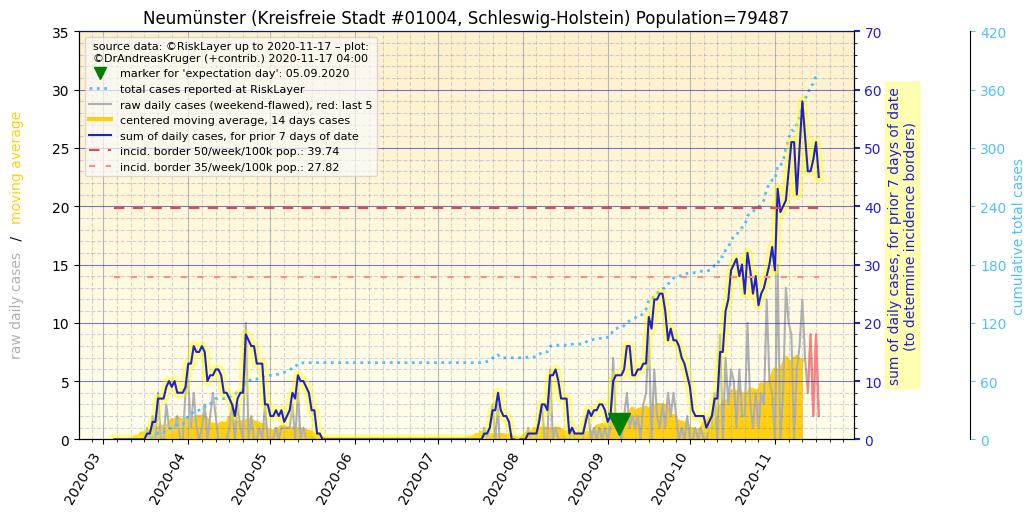 Neumünster (Kreisfreie Stadt #01004, Schleswig-Holstein) Population=79487
source data: ©RiskLayer up to 2020-11-17 – plot:
©DrAndreasKruger (+contrib.) 2020-11-17 04:00
marker for 'expectation day': 05.09.2020
total cases reported at RiskLayer
raw daily cases (weekend-flawed), red: last 5
centered moving average, 14 days cases
sum of daily cases, for prior 7 days of date
incid. border 50/week/100k pop.: 39.74
incid. border 35/week/100k pop.: 27.82
raw daily cases / moving average
35
30
25
20
15
10
5
0
70
60
50
40
30
20
10
0
sum of daily cases, for prior 7 days of date
(to determine incidence borders)
420
360
300
240
180
120
60
0
cumulative total cases
2020-03
2020-04
2020-05
2020-06
2020-07
2020-08
2020-09
2020-10
2020-11